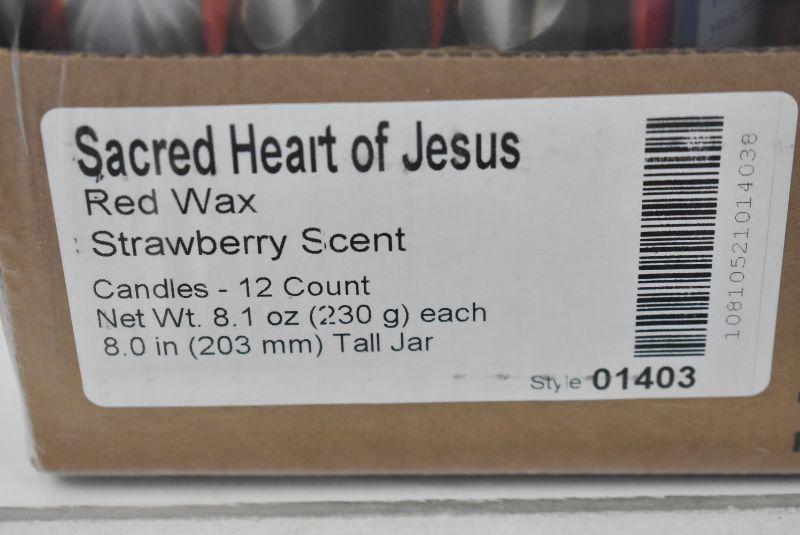 Sacred Heart of Jesus
Red Wax
Strawberry Scent
Candles - 12 Count
Net Wt. 8.1 oz (230 g) each
8.0 in (203 mm) Tall Jar
Style 01403
10810521014038